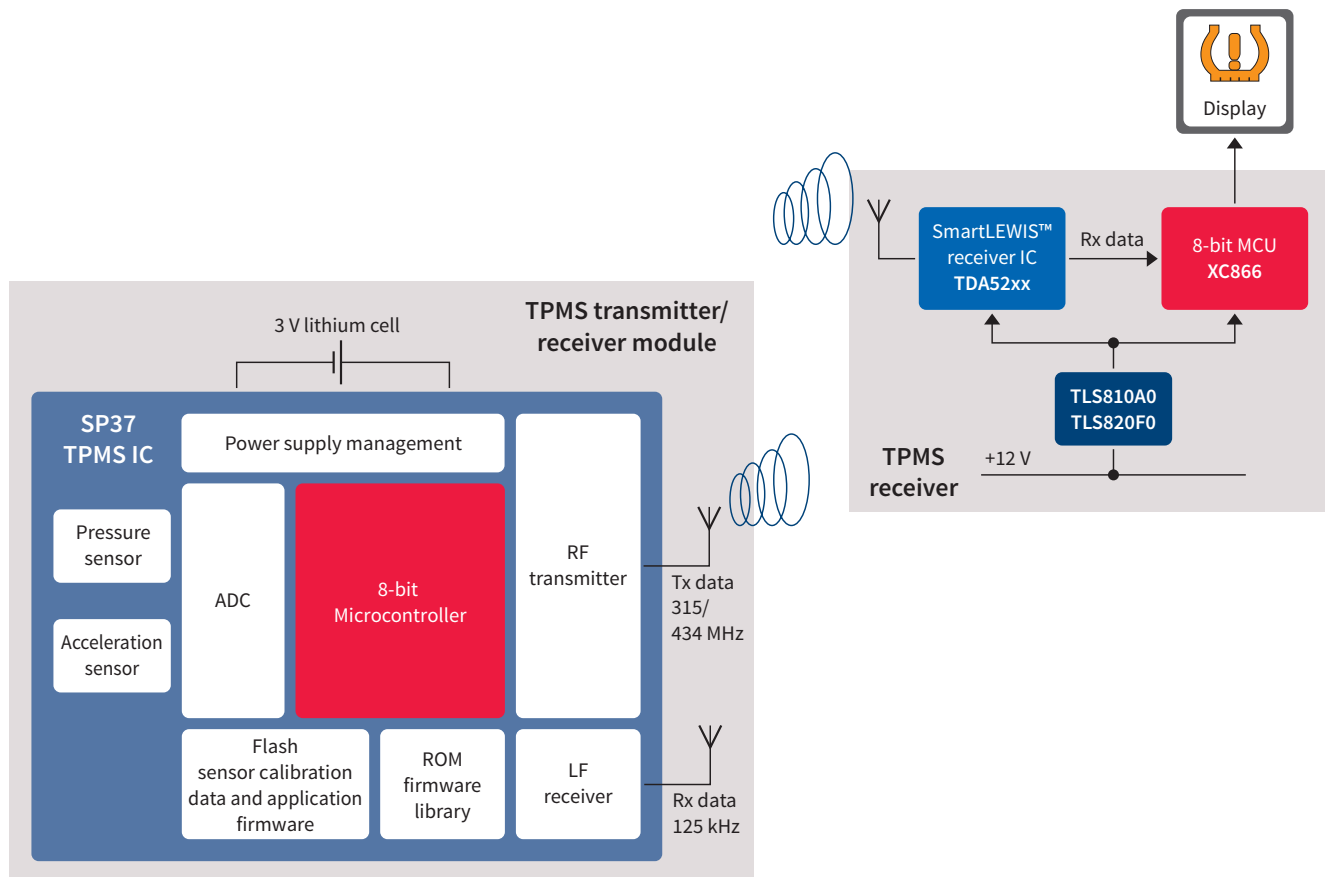 Display
SmartLEWIS™
receiver IC
TDA52xx
Rx data
8-bit MCU
XC866
TLS810A0
TLS820F0
TPMS
receiver
+12 V
TPMS transmitter/
receiver module
3 V lithium cell
SP37
TPMS IC
Power supply management
Pressure
sensor
Acceleration
sensor
ADC
8-bit
Microcontroller
RF
transmitter
Tx data
315/
434 MHz
Flash
sensor calibration
data and application
firmware
ROM
firmware
library
LF
receiver
Rx data
125 kHz